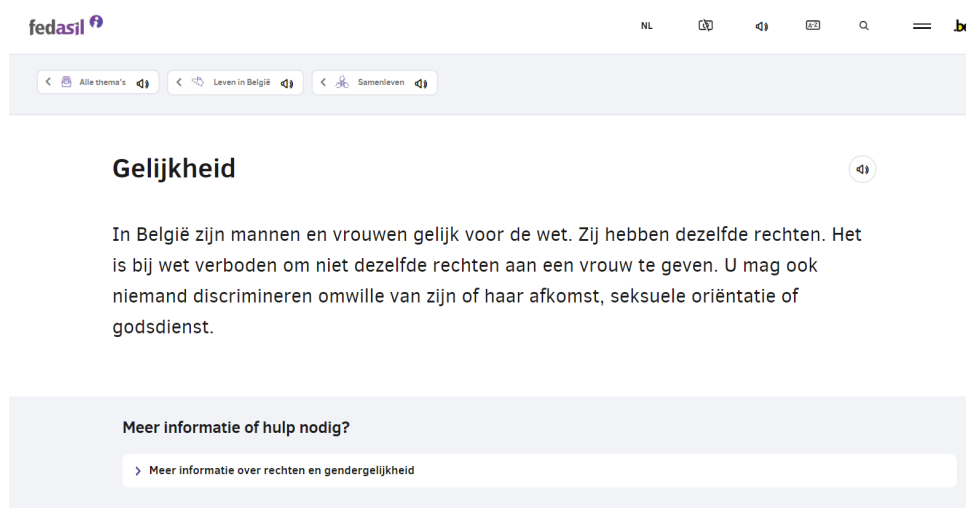 fedasil i
NL
A-Z
.be
Alle thema's
Leven in België
Samenleven
Gelijkheid
In België zijn mannen en vrouwen gelijk voor de wet. Zij hebben dezelfde rechten. Het
is bij wet verboden om niet dezelfde rechten aan een vrouw te geven. U mag ook
niemand discrimineren omwille van zijn of haar afkomst, seksuele oriëntatie of
godsdienst.
Meer informatie of hulp nodig?
Meer informatie over rechten en gendergelijkheid